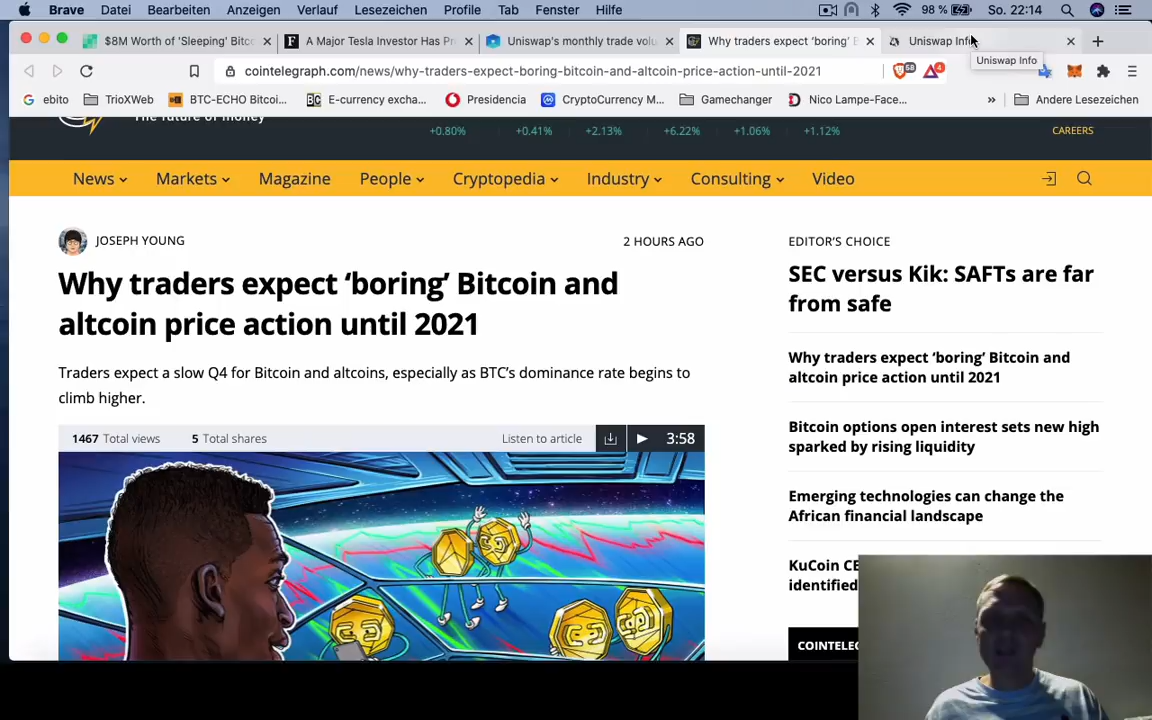 Brave Datei Bearbeiten Anzeigen Verlauf Lesezeichen Profile Tab Fenster Hilfe 98 % So. 22:14
$8M Worth of 'Sleeping' Bitc A Major Tesla Investor Has Pr Uniswap's monthly trade volu Why traders expect 'boring' B Uniswap Info
Uniswap Info
cointelegraph.com/news/why-traders-expect-boring-bitcoin-and-altcoin-price-action-until-2021 58 4
ebito TrioXWeb BTC-ECHO Bitcoi... E-currency excha... Presidencia CryptoCurrency M... Gamechanger Nico Lampe-Face... » Andere Lesezeichen
The future of money
+0.80% +0.41% +2.13% +6.22% +1.06% +1.12% CAREERS
News Markets Magazine People Cryptopedia Industry Consulting Video
JOSEPH YOUNG 2 HOURS AGO
Why traders expect ‘boring’ Bitcoin and
altcoin price action until 2021
Traders expect a slow Q4 for Bitcoin and altcoins, especially as BTC’s dominance rate begins to
climb higher.
1467 Total views 5 Total shares Listen to article 3:58
EDITOR’S CHOICE
SEC versus Kik: SAFTs are far
from safe
Why traders expect ‘boring’ Bitcoin and
altcoin price action until 2021
Bitcoin options open interest sets new high
sparked by rising liquidity
Emerging technologies can change the
African financial landscape
KuCoin CE
identified
COINTELEG